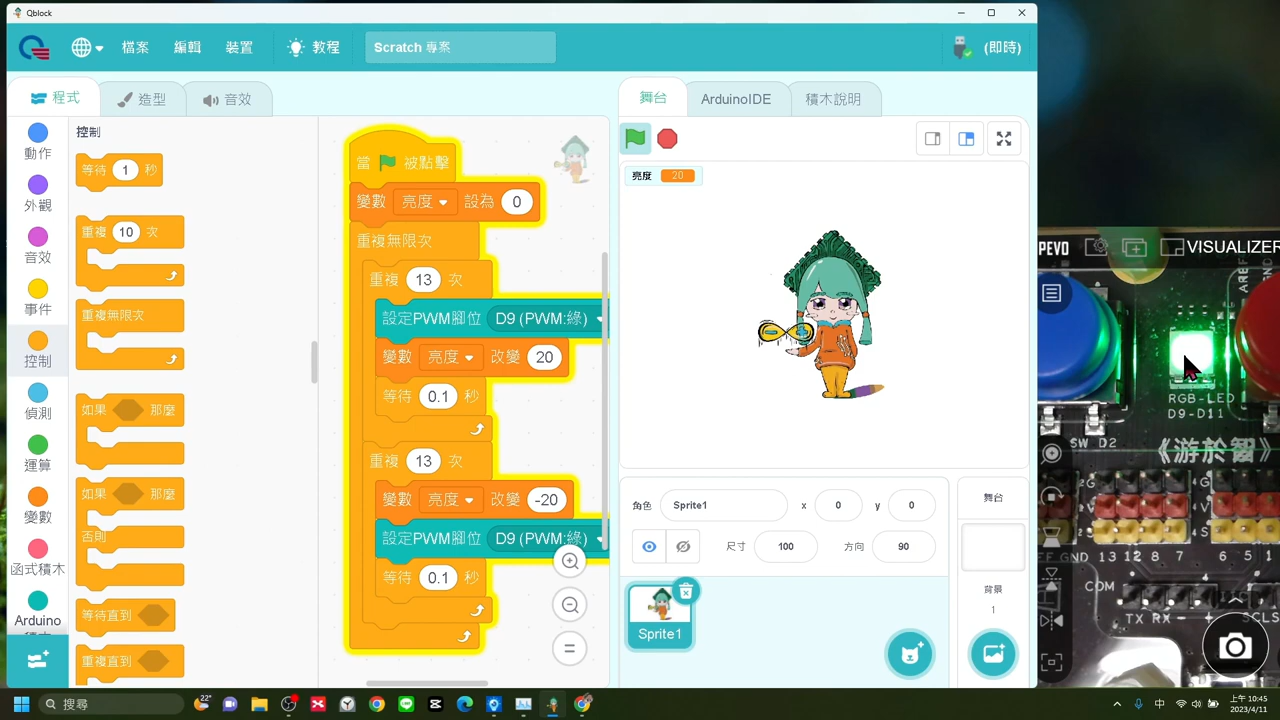 Qblock
檔案
編輯
裝置
教程
Scratch 專案
(即時)
程式
造型
音效
舞台
ArduinoIDE
積木說明
動作
外觀
音效
事件
控制
偵測
運算
變數
函式積木
Arduino
控制
等待 1 秒
重複 10 次
重複無限次
如果 那麼
如果 那麼
否則
等待直到
重複直到
當 被點擊
變數 亮度 設為 0
重複無限次
重複 13 次
設定PWM腳位 D9 (PWM:綠)
變數 亮度 改變 20
等待 0.1 秒
重複 13 次
變數 亮度 改變 -20
設定PWM腳位 D9 (PWM:綠)
等待 0.1 秒
亮度 20
角色 Sprite1 x 0 y 0
尺寸 100 方向 90
Sprite1
舞台
背景
1
VISUALIZER
RGB-LED
D9-D11
SW D2
《游於智》
GND 13 12 8 7
6 5 1
COM
TX RX
SCLS
搜尋
22°
中
上午 10:45
2023/4/11